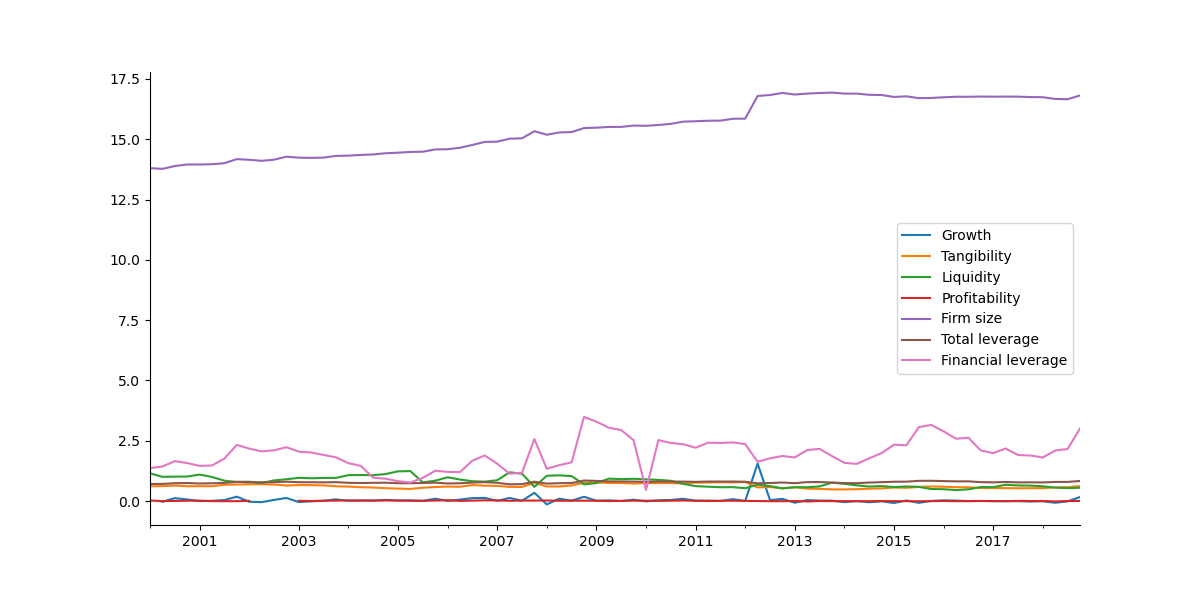 17.5
15.0
12.5
10.0
7.5
5.0
2.5
0.0
Growth
Tangibility
Liquidity
Profitability
Firm size
Total leverage
Financial leverage
2001 2003 2005 2007 2009 2011 2013 2015 2017